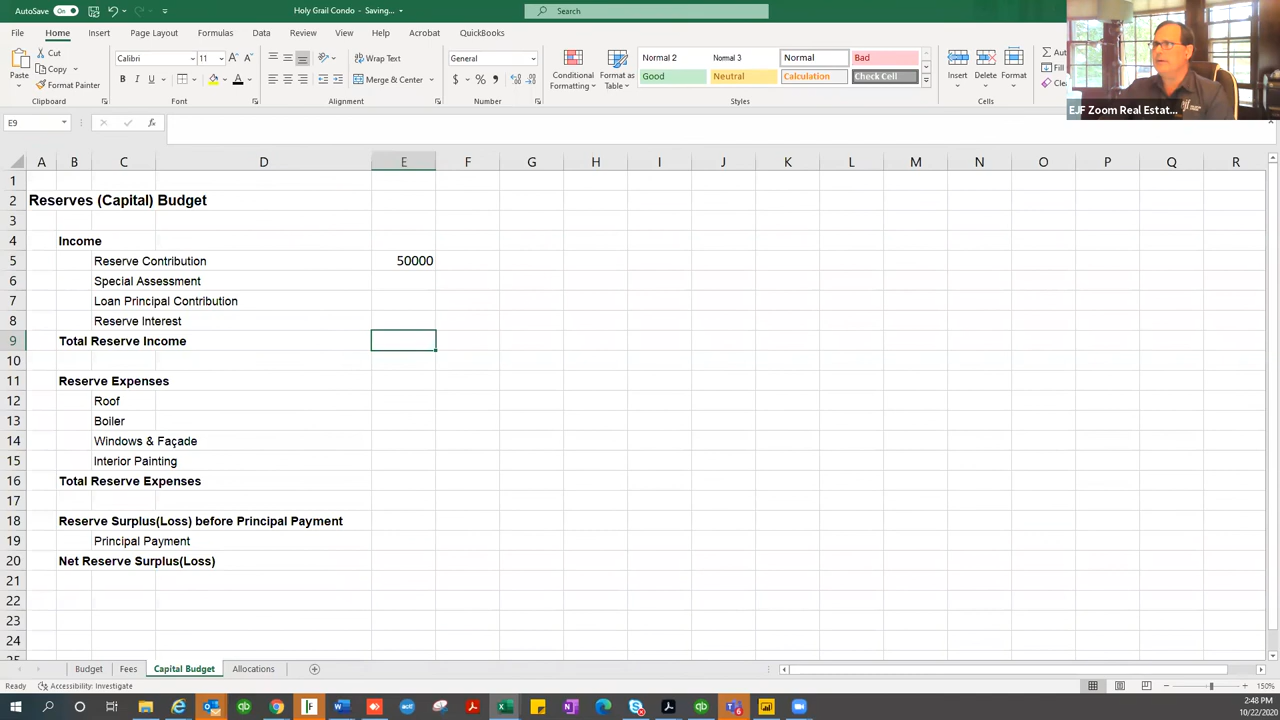 AutoSave On Holy Grail Condo - Saving... Search
File Home Insert Page Layout Formulas Data Review View Help Acrobat QuickBooks
Paste Cut Copy Format Painter Clipboard
Calibri 11 B I U Font
Wrap Text Merge & Center Alignment
General $ % Number
Conditional Formatting Format as Table
Normal 2 Normal 3 Normal Bad
Good Neutral Calculation Check Cell
Styles
Insert Delete Format Cells
Fill
EJF Zoom Real Estat...
E9 fx
A B C D E F G H I J K L M N O P Q R
1
2 Reserves (Capital) Budget
3
4 Income
5 Reserve Contribution 50000
6 Special Assessment
7 Loan Principal Contribution
8 Reserve Interest
9 Total Reserve Income
10
11 Reserve Expenses
12 Roof
13 Boiler
14 Windows & Façade
15 Interior Painting
16 Total Reserve Expenses
17
18 Reserve Surplus(Loss) before Principal Payment
19 Principal Payment
20 Net Reserve Surplus(Loss)
21
22
23
24
Budget Fees Capital Budget Allocations
Ready Accessibility: Investigate 150%
2:48 PM
10/22/2020